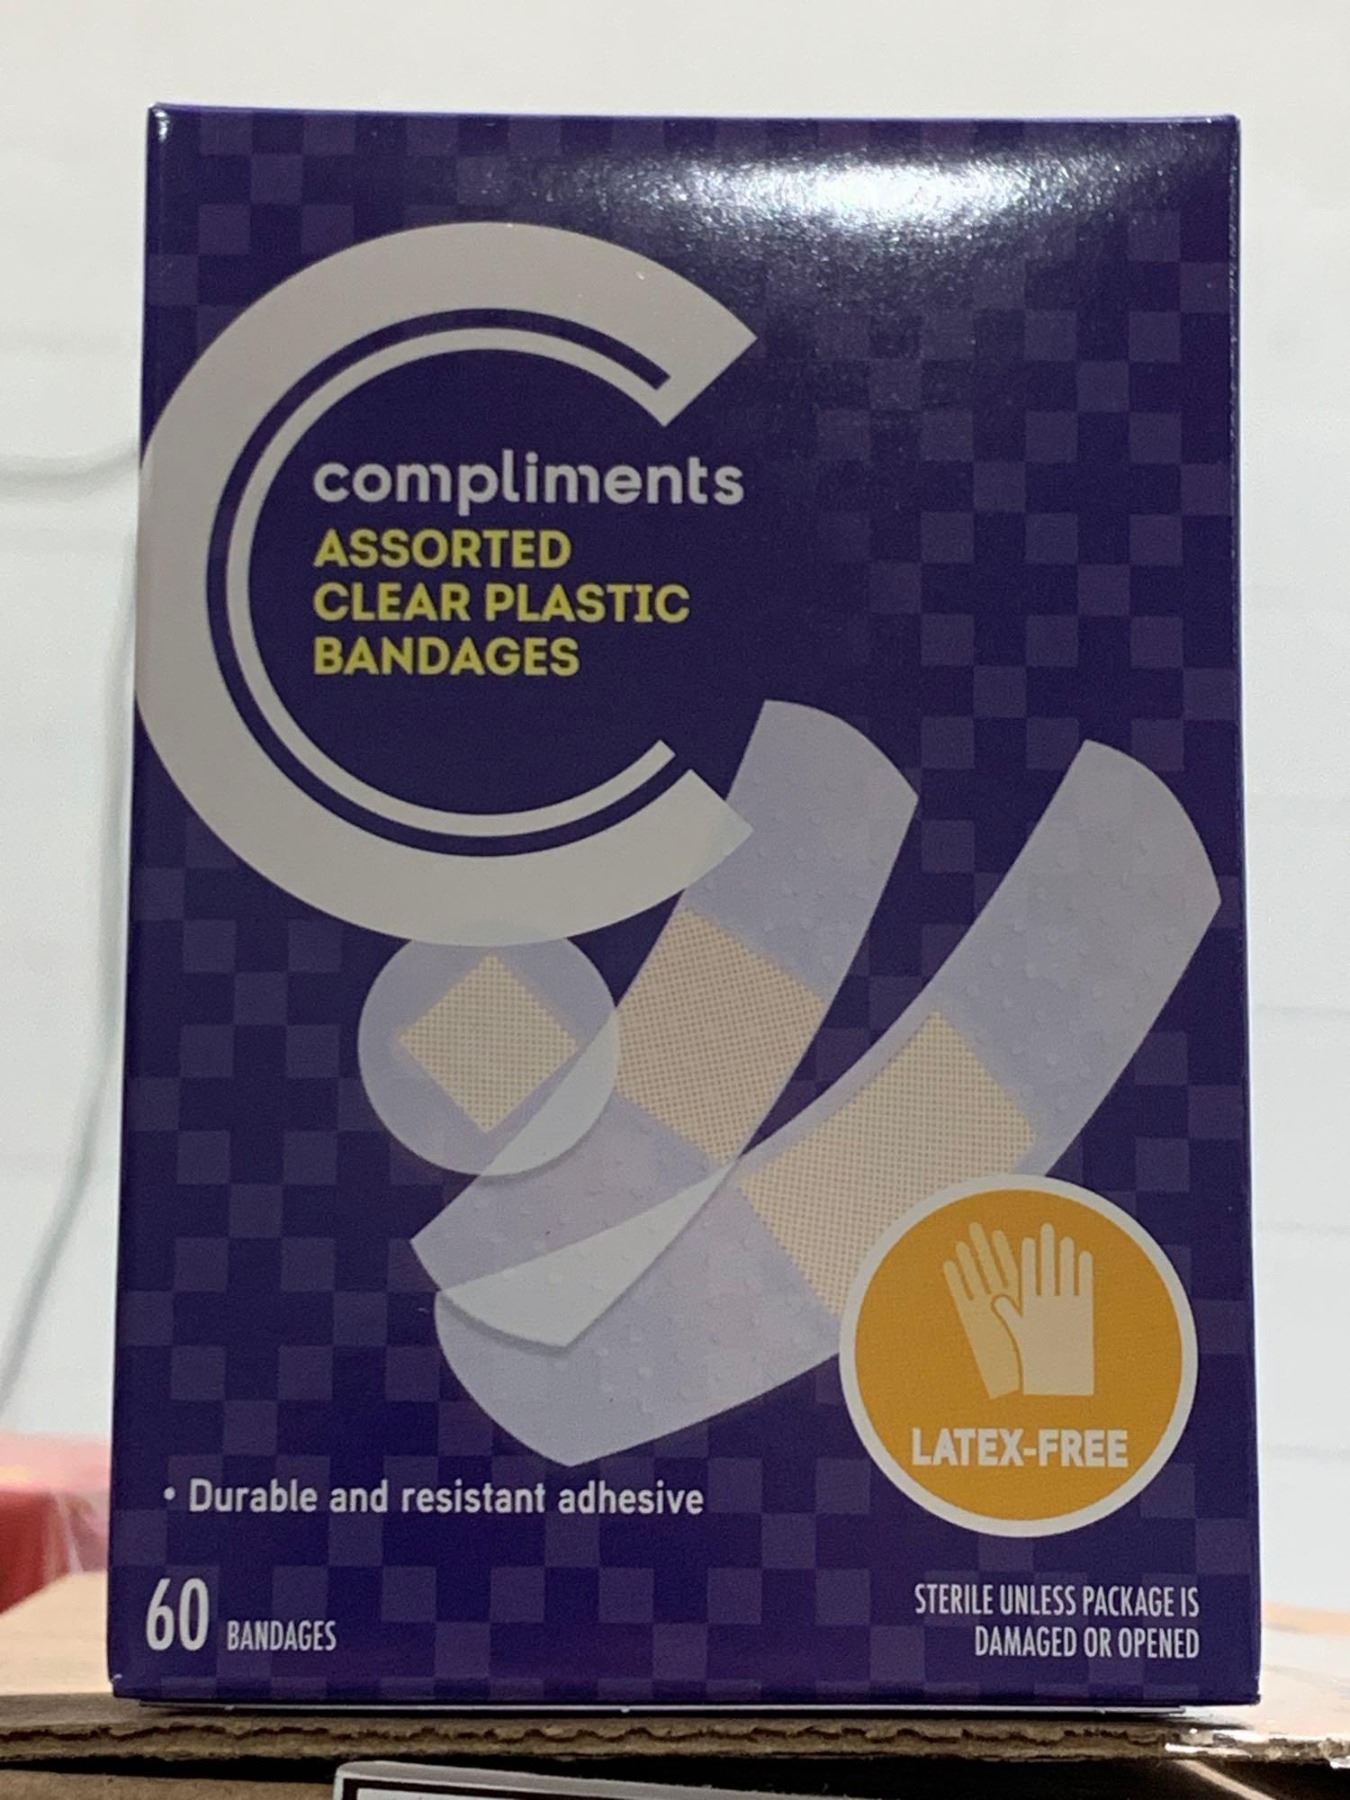 compliments
ASSORTED
CLEAR PLASTIC
BANDAGES
LATEX-FREE
• Durable and resistant adhesive
60 BANDAGES
STERILE UNLESS PACKAGE IS
DAMAGED OR OPENED